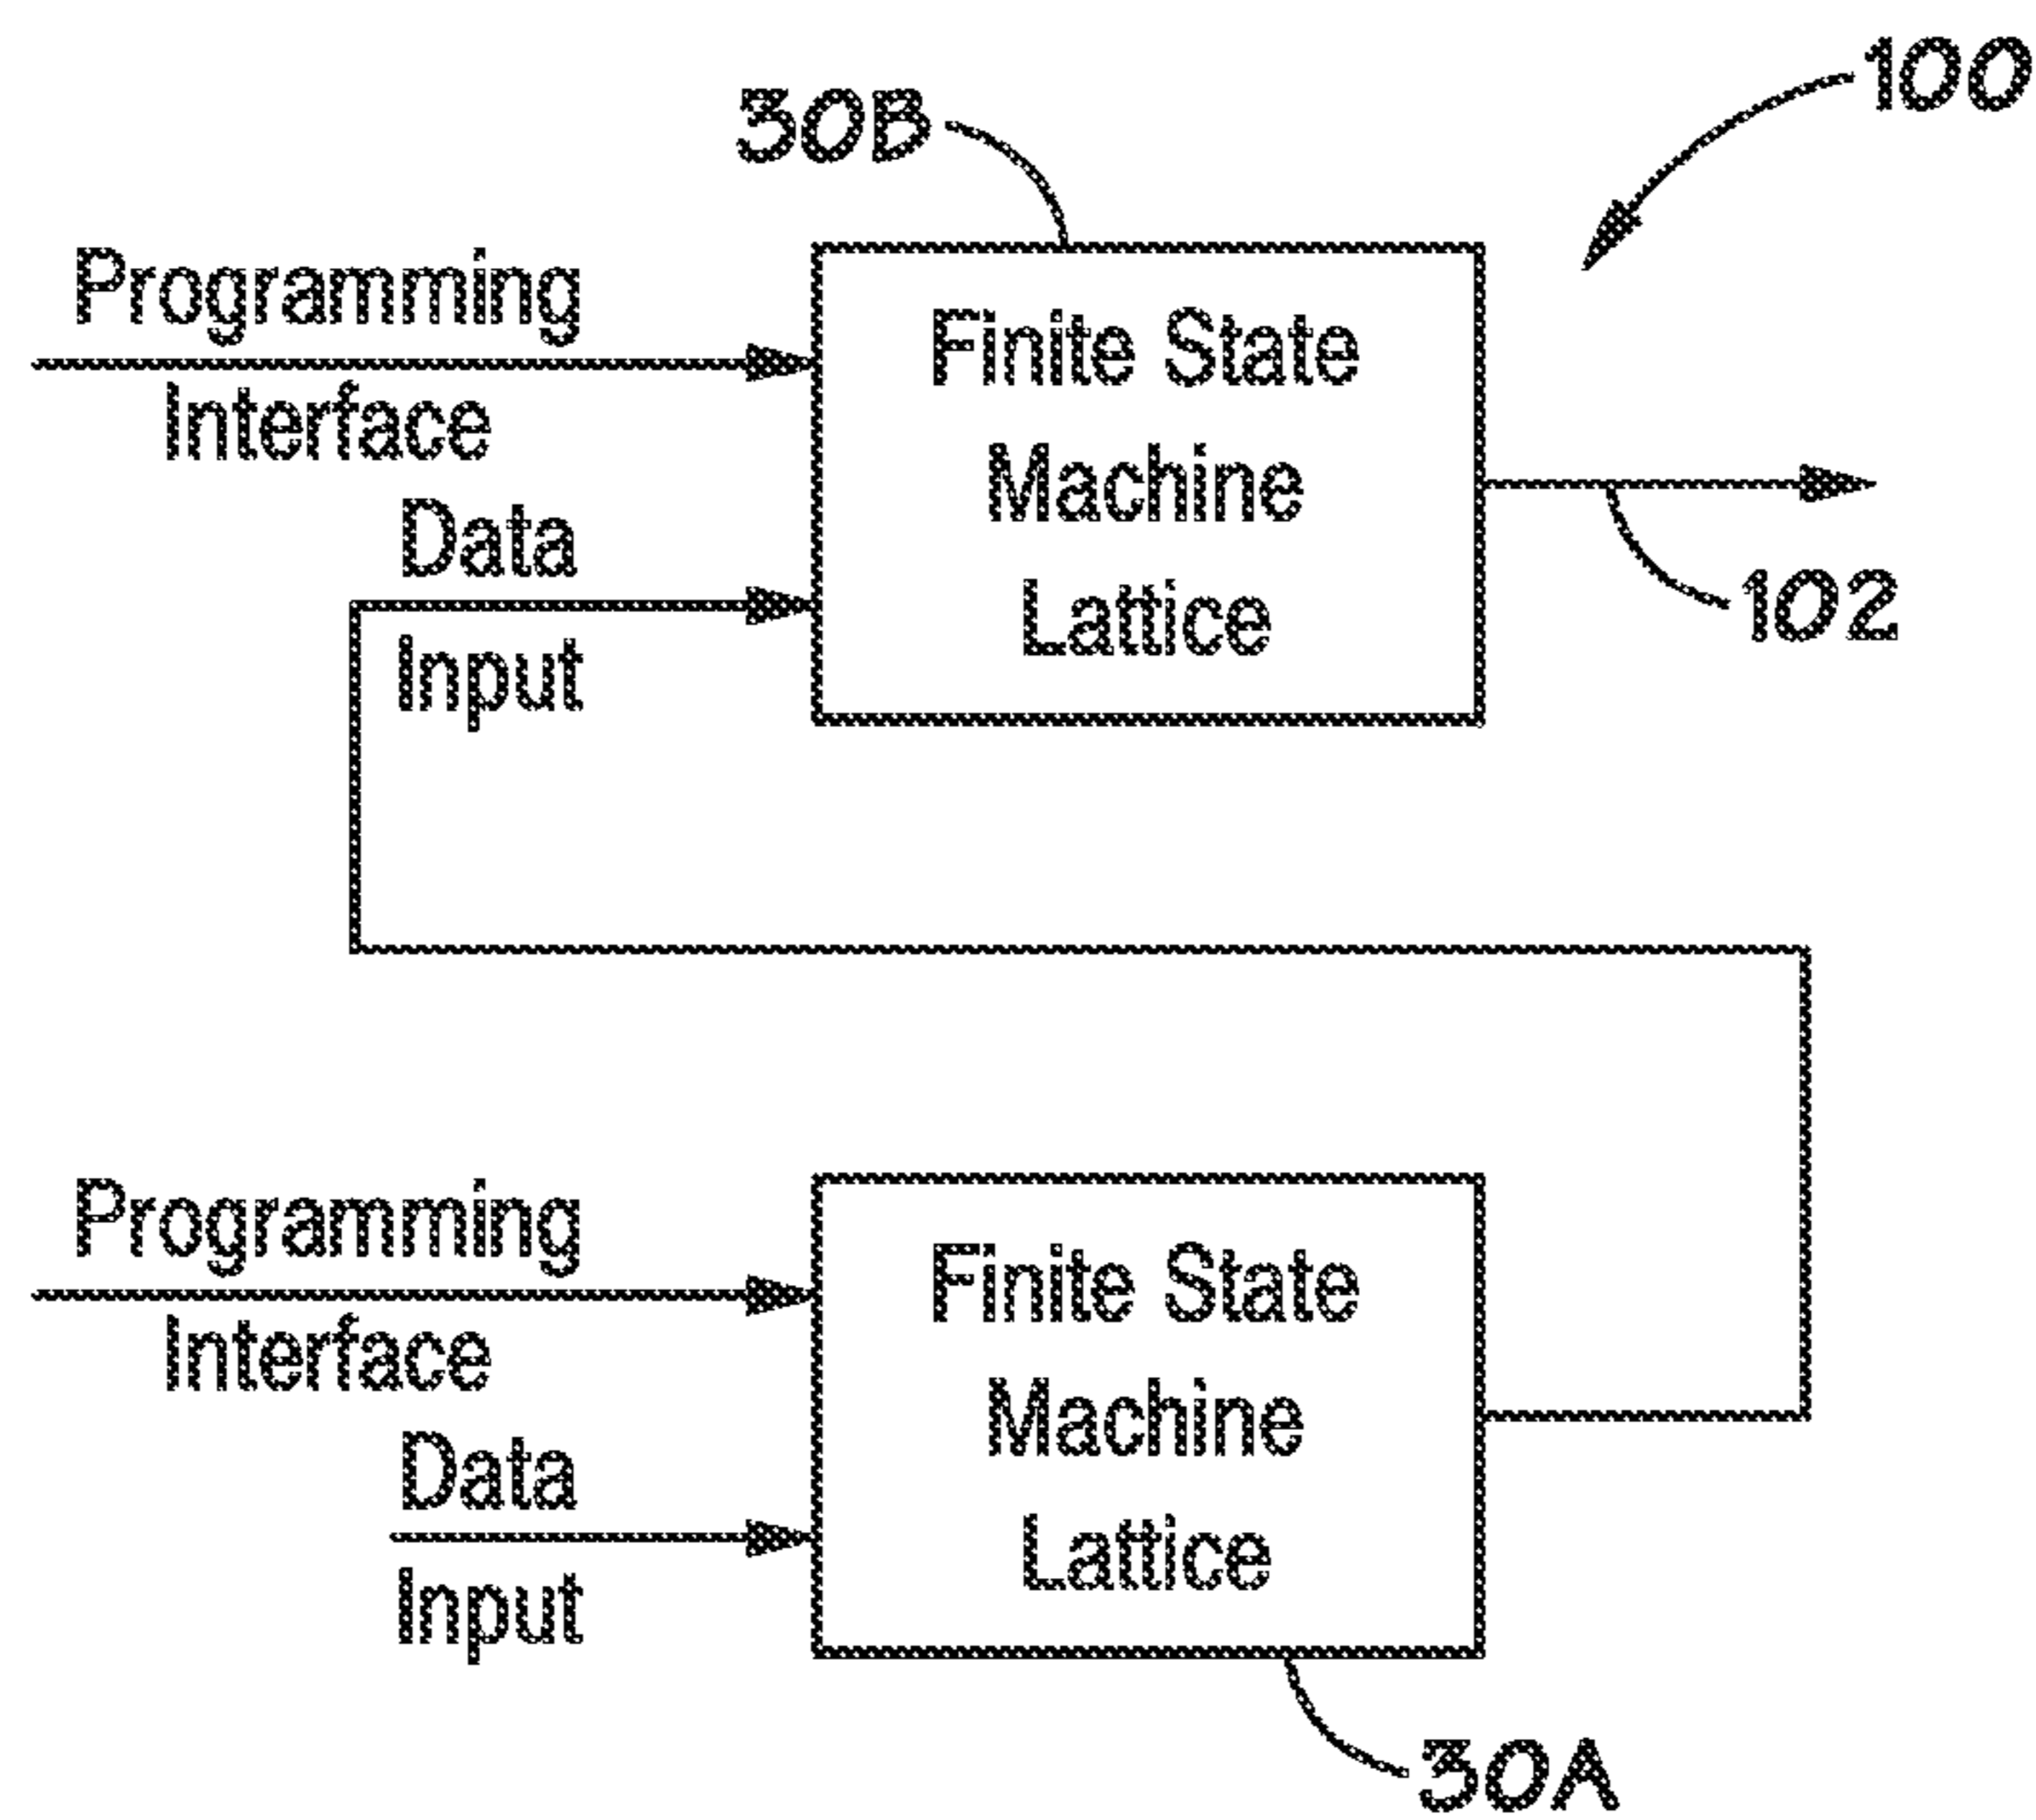 100
30B
Programming
Interface
Data
Input
Finite State
Machine
Lattice
102
Programming
Interface
Data
Input
Finite State
Machine
Lattice
30A